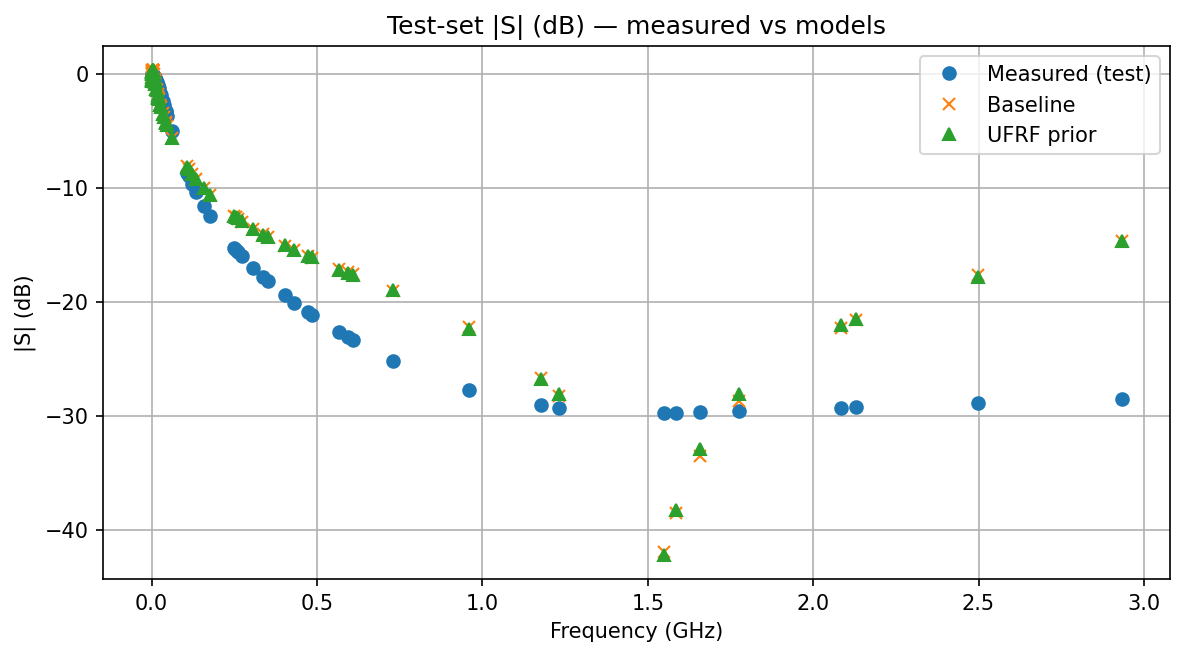 Test-set |S| (dB) — measured vs models
Measured (test)
Baseline
UFRF prior
|S| (dB)
0
−10
−20
−30
−40
0.0 0.5 1.0 1.5 2.0 2.5 3.0
Frequency (GHz)